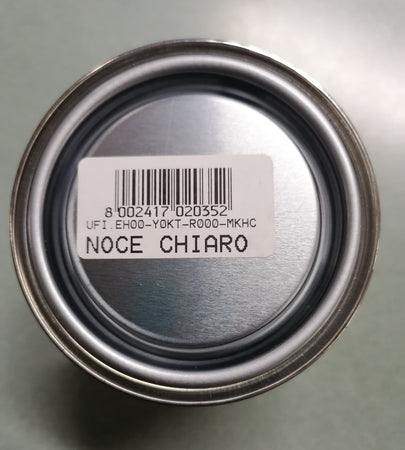 8 002417 020352
UFI.EH00-Y0KT-R000-MKHC
NOCE CHIARO